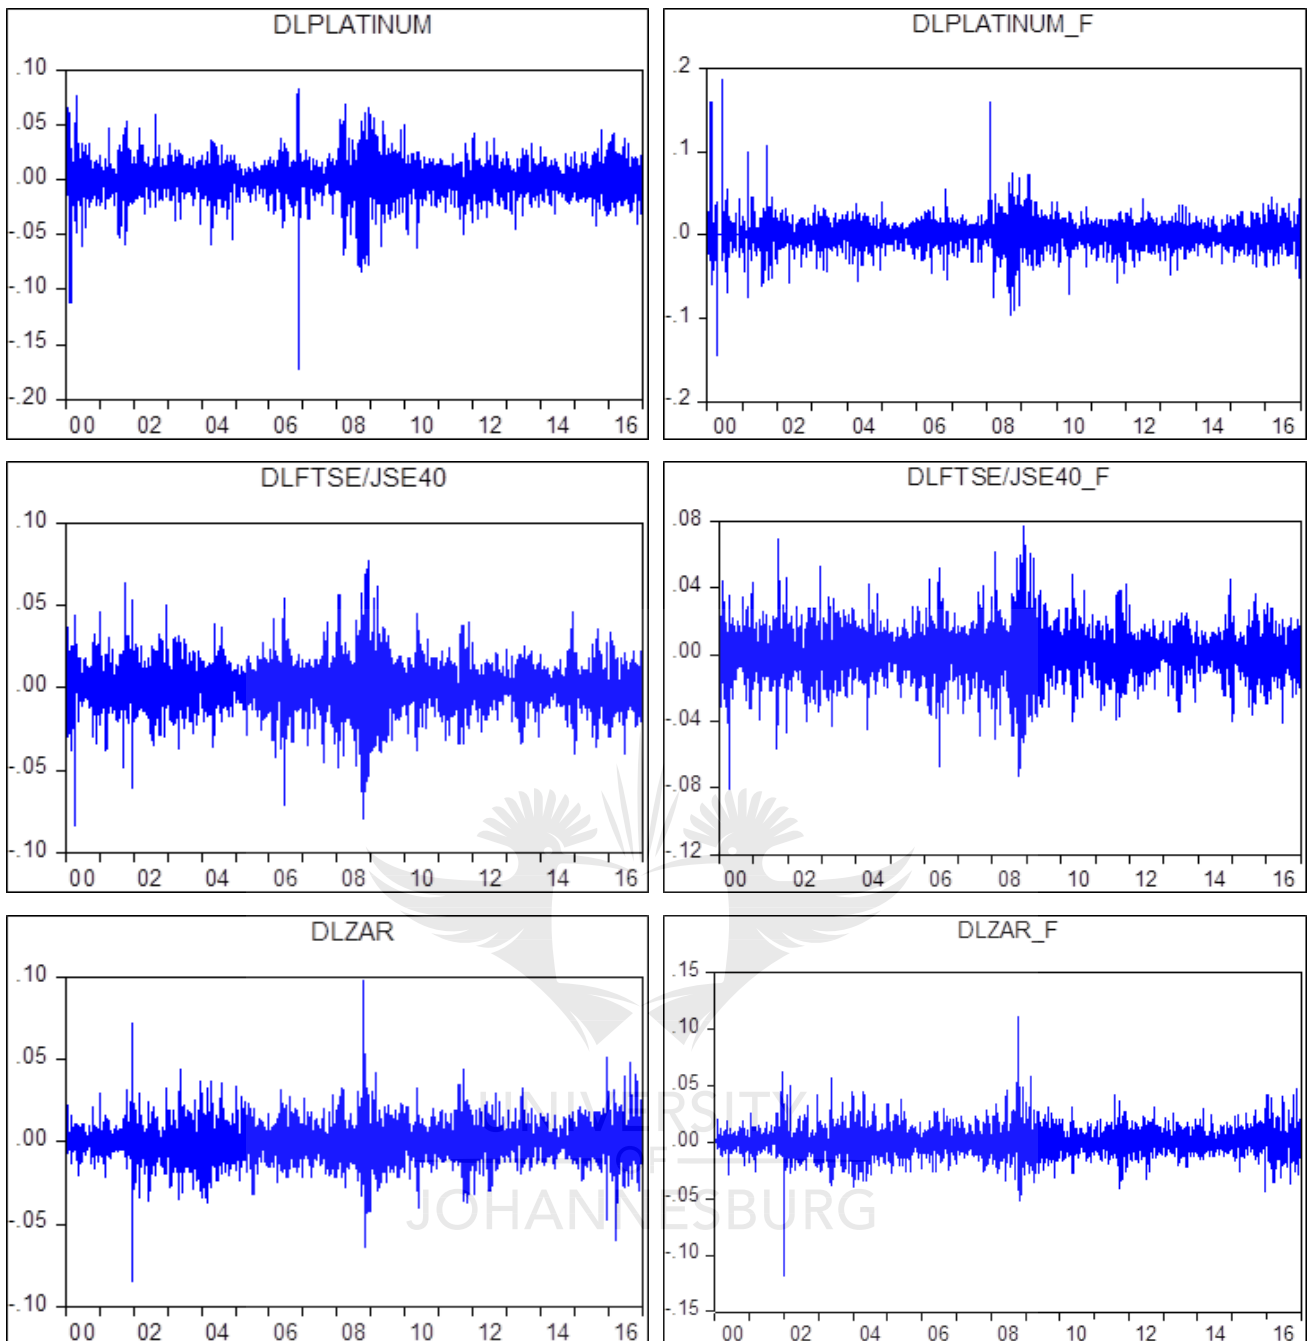 DLPLATINUM
.10
.05
.00
-.05
-.10
-.15
-.20
00 02 04 06 08 10 12 14 16
DLPLATINUM_F
.2
.1
.0
-.1
-.2
00 02 04 06 08 10 12 14 16
DLFTSE/JSE40
.10
.05
.00
-.05
-.10
00 02 04 06 08 10 12 14 16
DLFTSE/JSE40_F
.08
.04
.00
-.04
-.08
-.12
00 02 04 06 08 10 12 14 16
DLZAR
.10
.05
.00
-.05
-.10
00 02 04 06 08 10 12 14 16
DLZAR_F
.15
.10
.05
.00
-.05
-.10
-.15
00 02 04 06 08 10 12 14 16
UNIVERSITY
OF
JOHANNESBURG